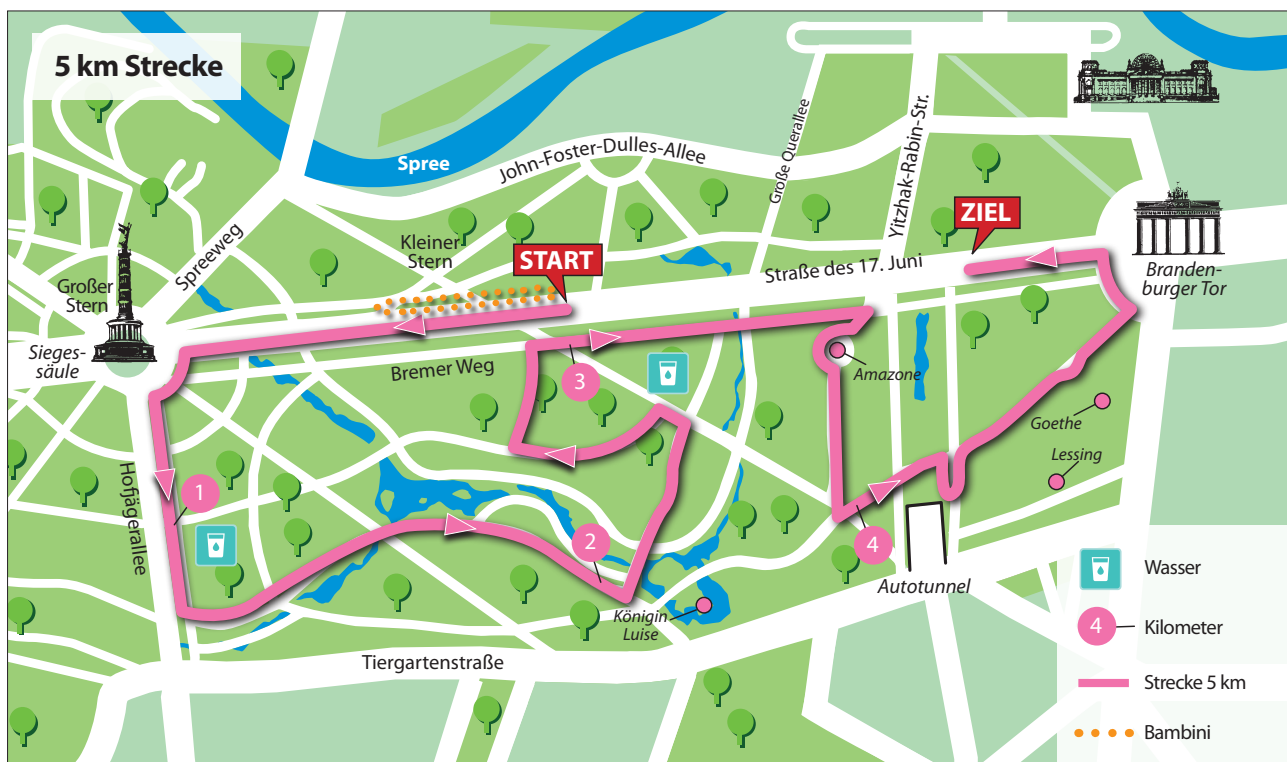 5 km Strecke
Spree
John-Foster-Dulles-Allee
Große Querallee
Yitzhak-Rabin-Str.
Spreeweg
Kleiner
Stern
START
ZIEL
Großer
Stern
Straße des 17. Juni
Branden-
burger Tor
Sieges-
säule
Bremer Weg
3
Amazone
Goethe
Lessing
Hofjägerallee
1
2
4
Königin
Luise
Autotunnel
Tiergartenstraße
Wasser
4
Kilometer
Strecke 5 km
Bambini